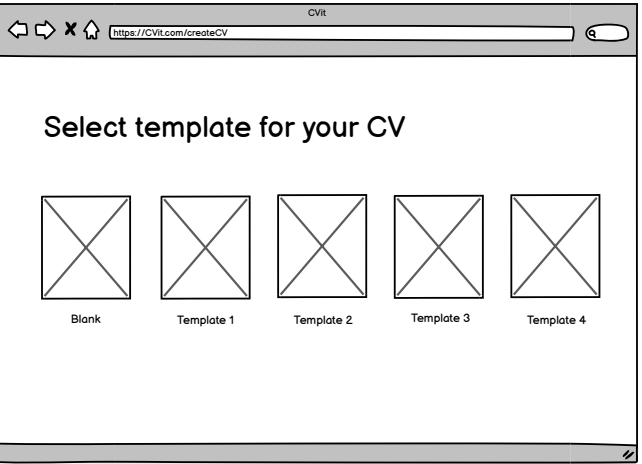 CVit
https://CVit.com/createCV
Select template for your CV
Blank
Template 1
Template 2
Template 3
Template 4